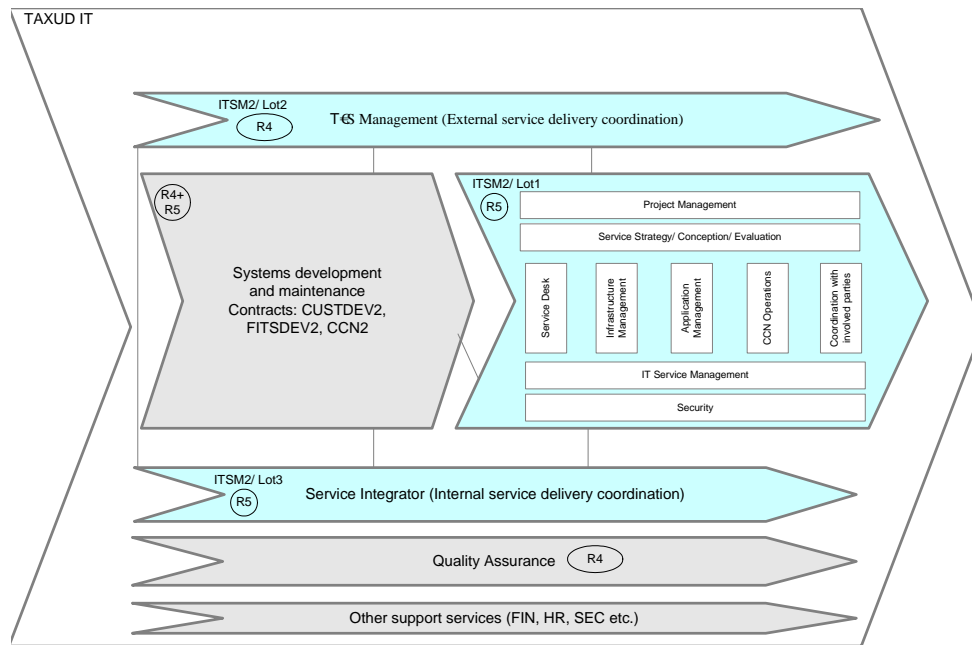 TAXUD IT
ITSM2/ Lot2
R4
T€S Management (External service delivery coordination)
R4+
R5
Systems development
and maintenance
Contracts: CUSTDEV2,
FITSDEV2, CCN2
ITSM2/ Lot1
R5
Project Management
Service Strategy/ Conception/ Evaluation
Service Desk
Infrastructure
Management
Application
Management
CCN Operations
Coordination with
involved parties
IT Service Management
Security
ITSM2/ Lot3
R5
Service Integrator (Internal service delivery coordination)
Quality Assurance
R4
Other support services (FIN, HR, SEC etc.)